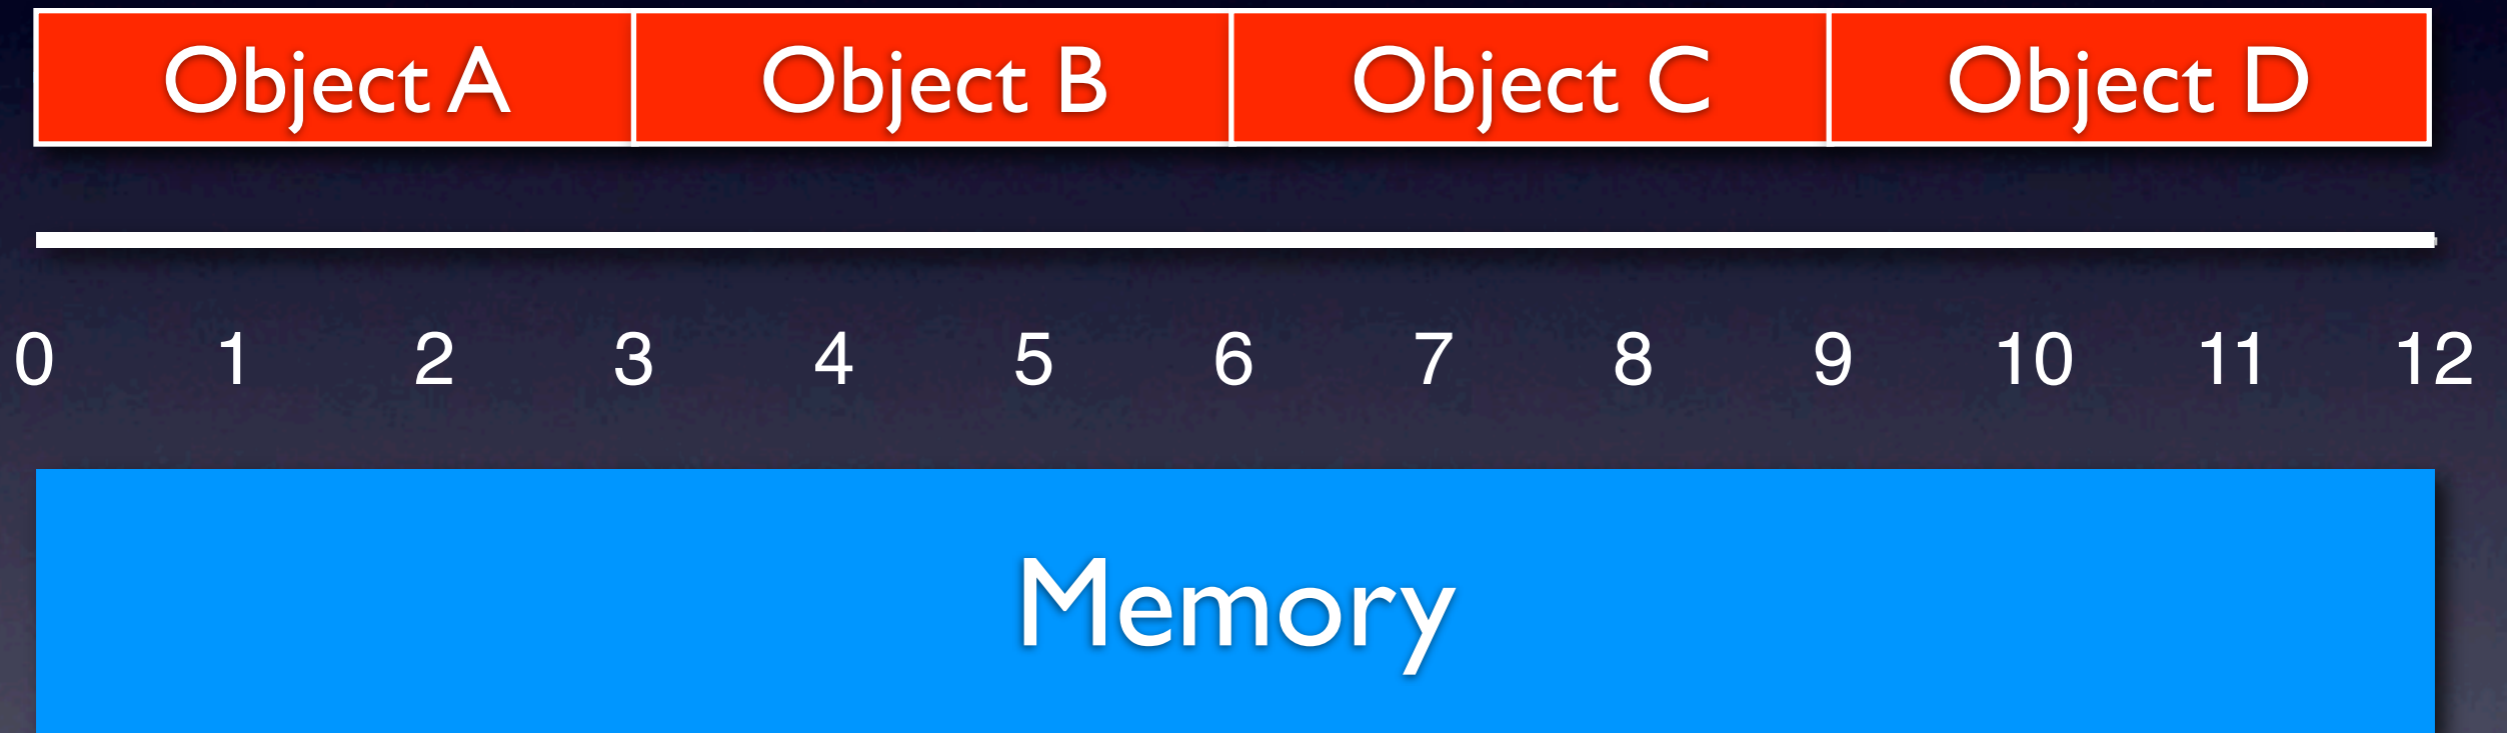 Object A Object B Object C Object D
0 1 2 3 4 5 6 7 8 9 10 11 12
Memory